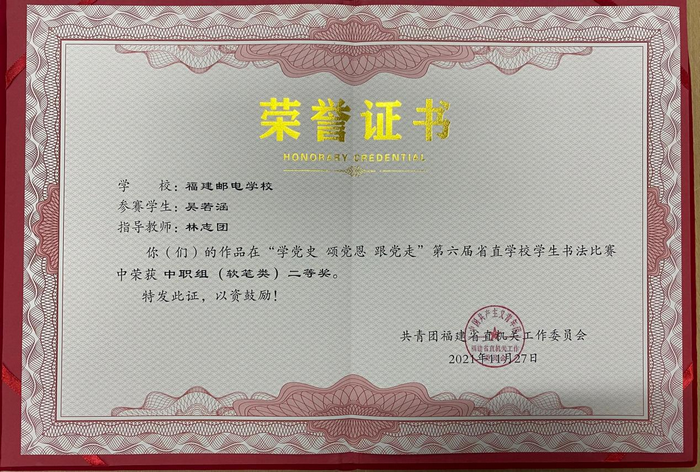 荣誉证书
HONORARY CREDENTIAL
学 校：福建邮电学校
参赛学生：吴若涵
指导教师：林志团
你（们）的作品在“学党史 颂党恩 跟党走”第六届省直学校学生书法比赛
中荣获 中职组（软笔类）二等奖。
特发此证，以资鼓励！
共青团福建省直机关工作委员会
2021年11月27日